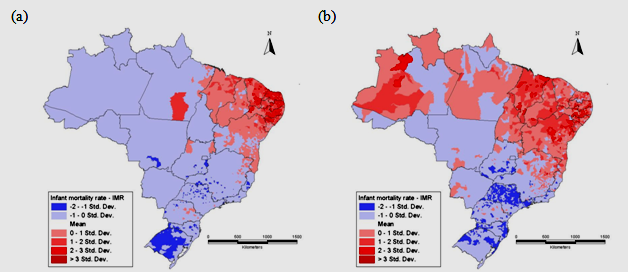 (a)
(b)
N
N
Infant mortality rate - IMR
-2 - -1 Std. Dev.
-1 - 0 Std. Dev.
Mean
0 - 1 Std. Dev.
1 - 2 Std. Dev.
2 - 3 Std. Dev.
> 3 Std. Dev.
500 0 500 1000 1500
Kilometers
Infant mortality rate - IMR
-2 - -1 Std. Dev.
-1 - 0 Std. Dev.
Mean
0 - 1 Std. Dev.
1 - 2 Std. Dev.
2 - 3 Std. Dev.
> 3 Std. Dev.
500 0 500 1000 1500
Kilometers